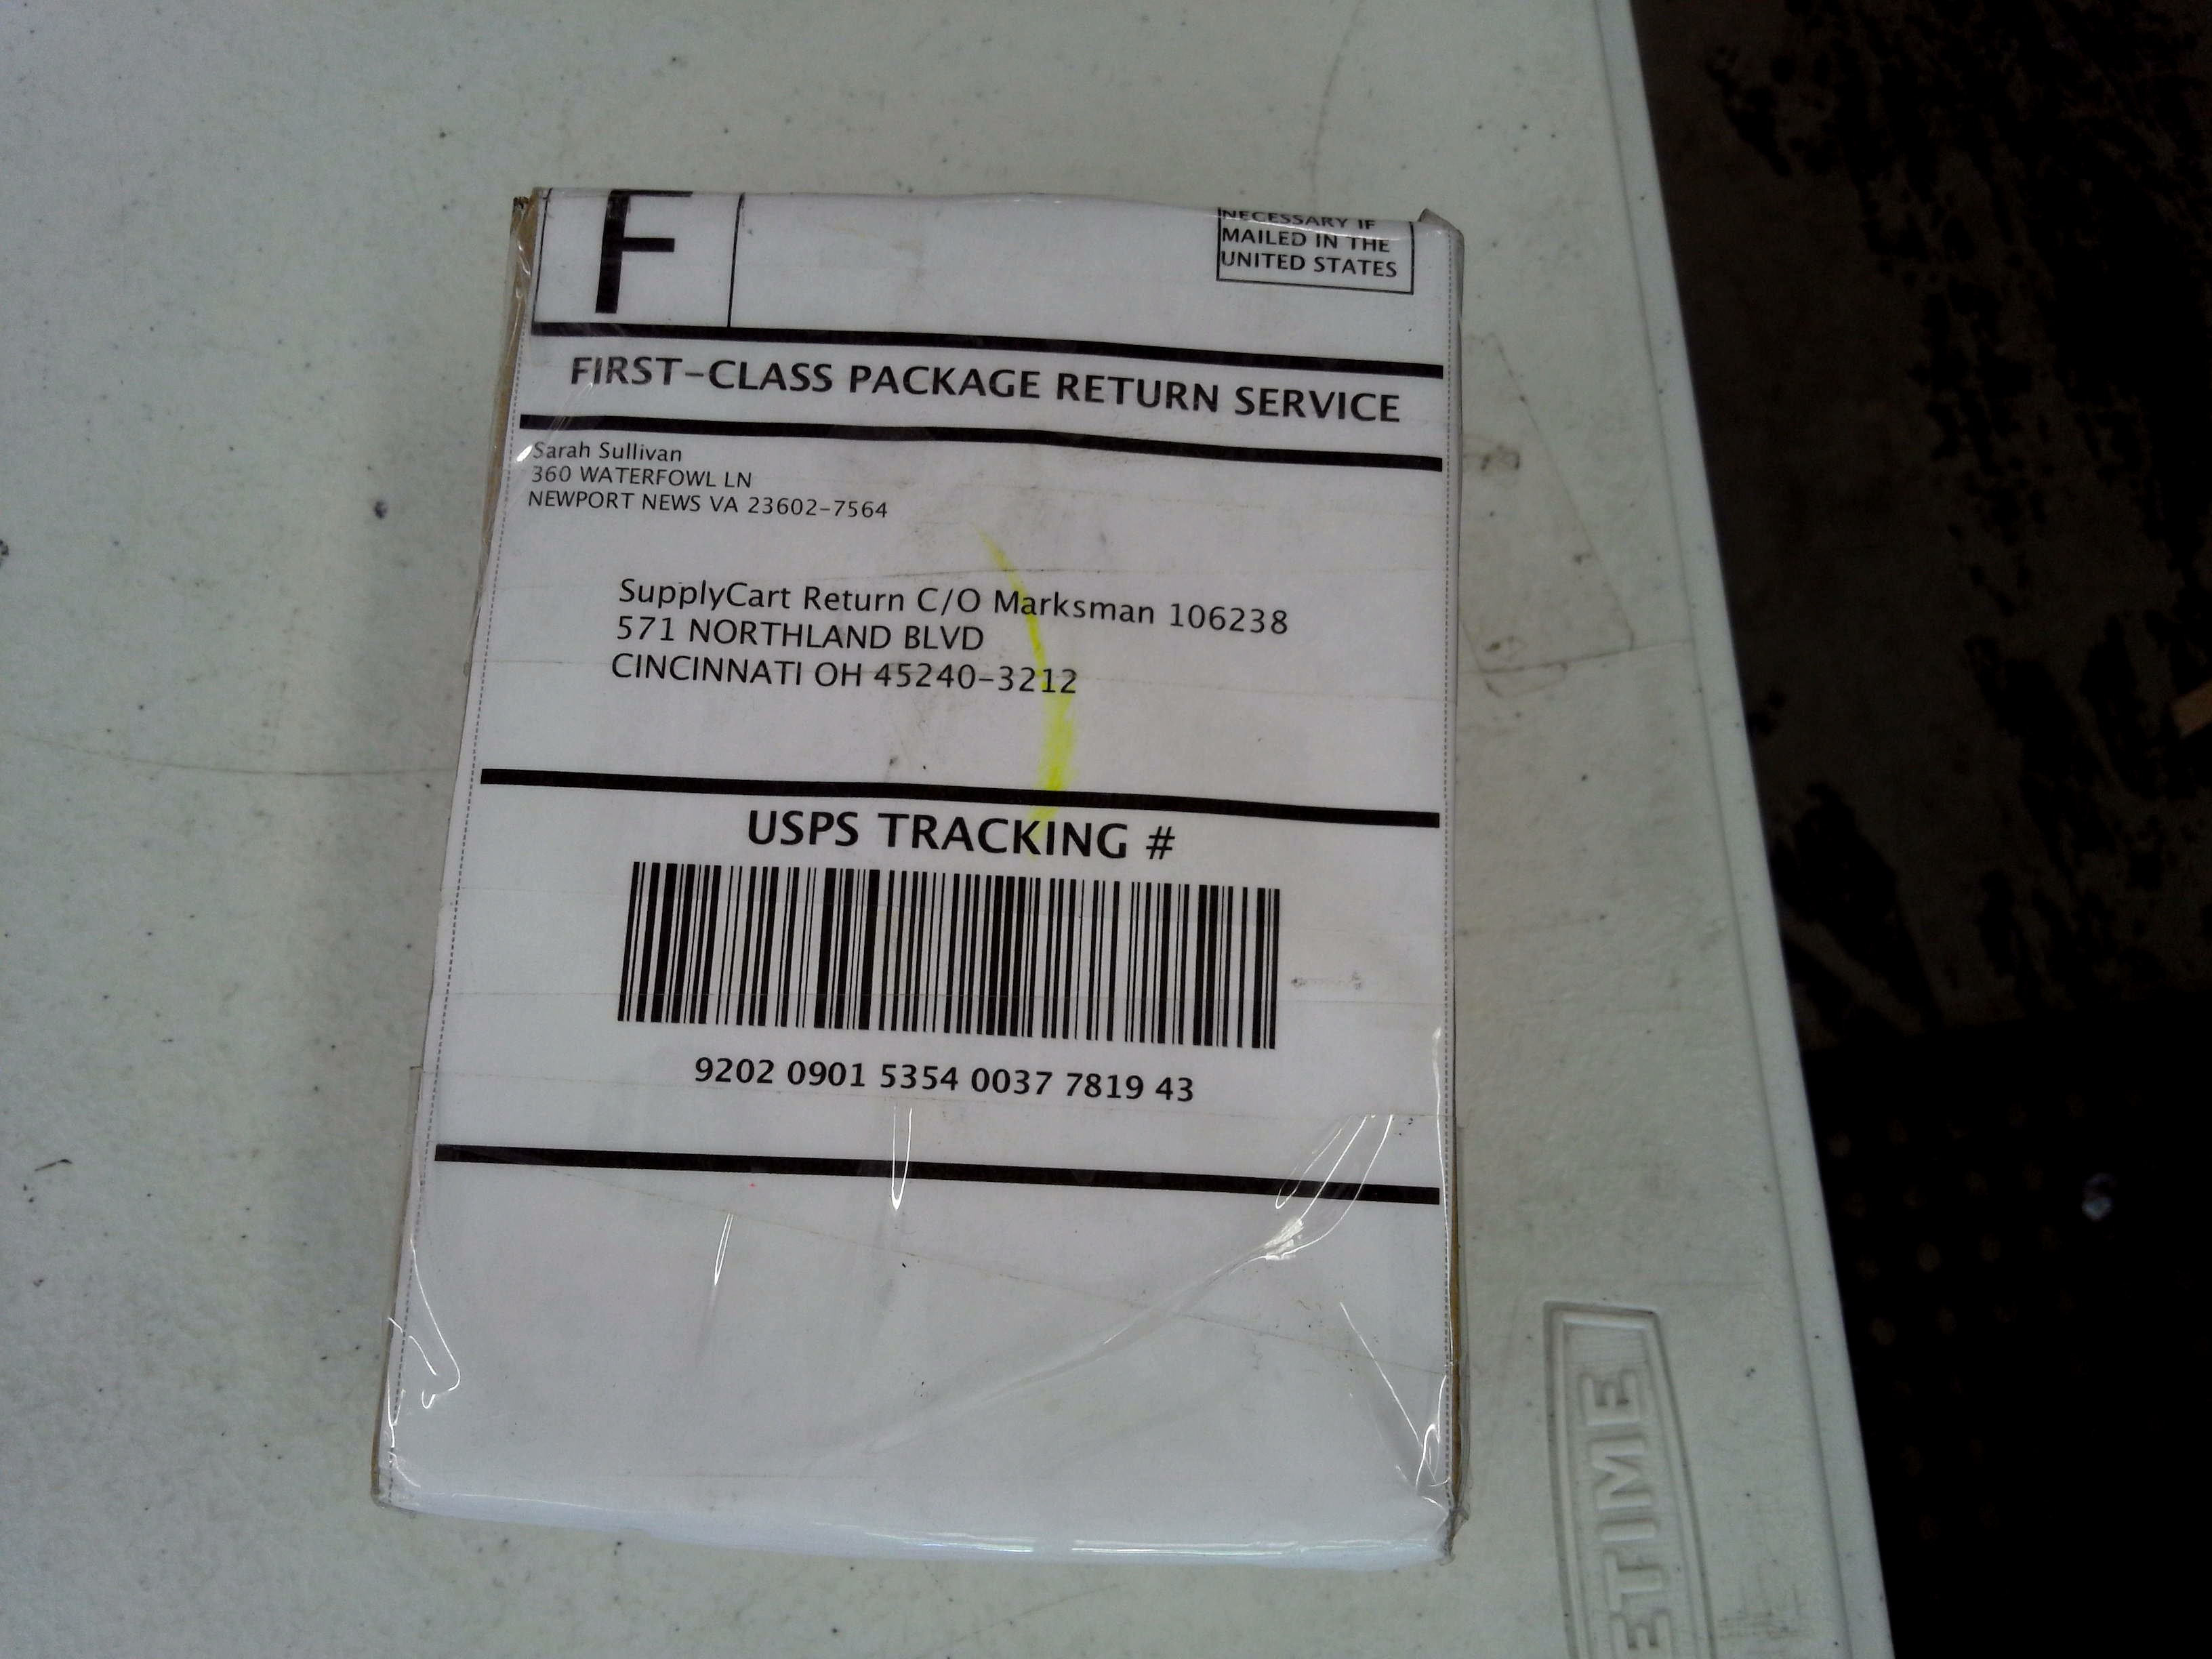 F
NECESSARY IF
MAILED IN THE
UNITED STATES
FIRST-CLASS PACKAGE RETURN SERVICE
Sarah Sullivan
360 WATERFOWL LN
NEWPORT NEWS VA 23602-7564
SupplyCart Return C/O Marksman 106238
571 NORTHLAND BLVD
CINCINNATI OH 45240-3212
USPS TRACKING #
9202 0901 5354 0037 7819 43
ETIME